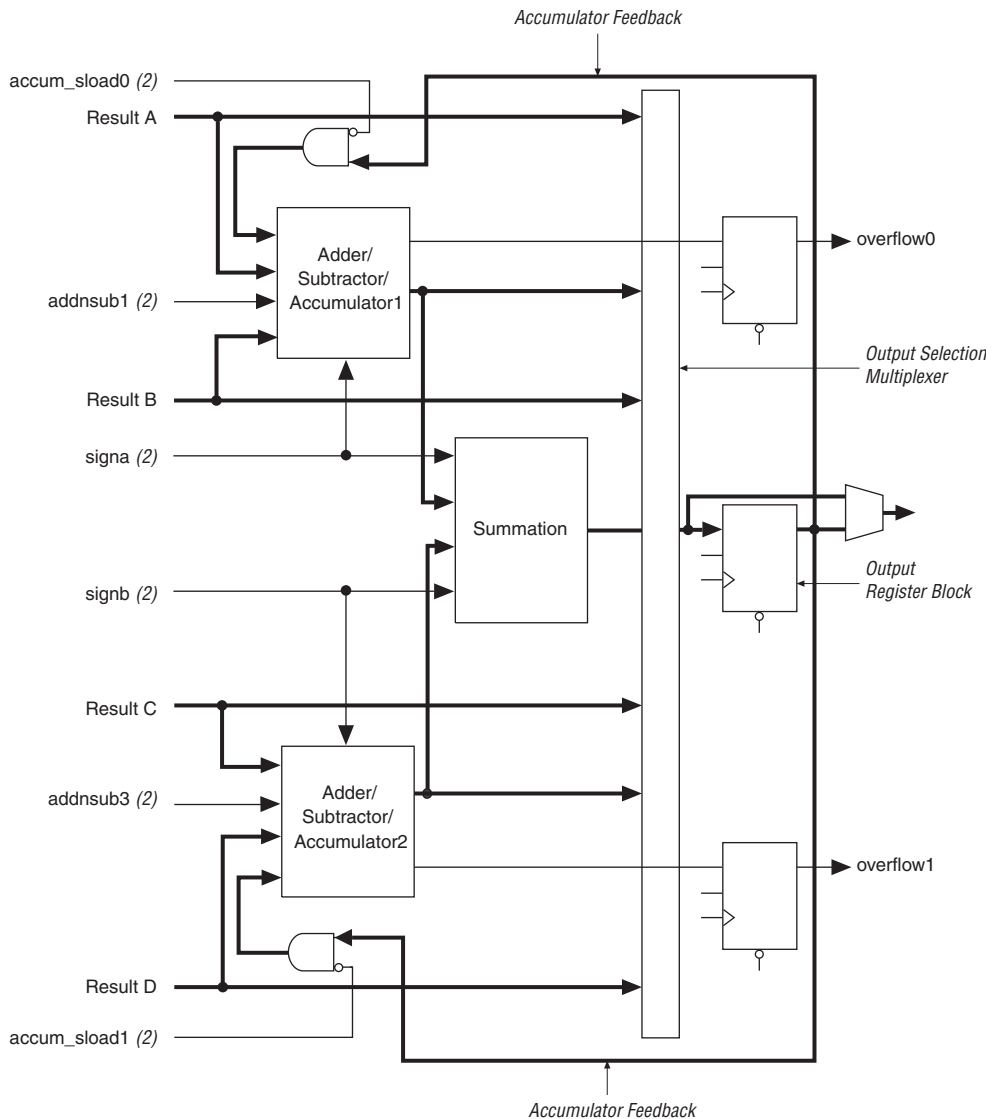 Accumulator Feedback
accum_sload0 (2)
Result A
overflow0
Adder/
Subtractor/
Accumulator1
addnsub1 (2)
Output Selection
Multiplexer
Result B
signa (2)
Summation
Output
Register Block
signb (2)
Result C
Adder/
Subtractor/
Accumulator2
addnsub3 (2)
overflow1
Result D
accum_sload1 (2)
Accumulator Feedback